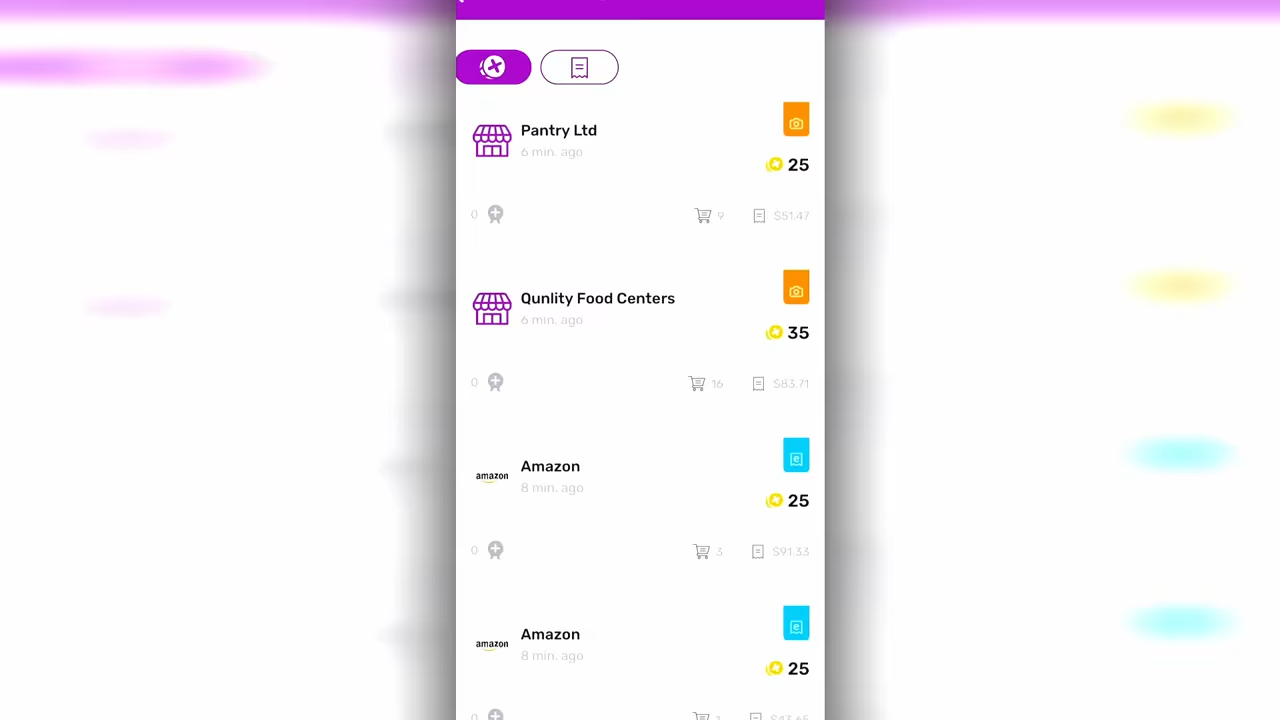 Pantry Ltd
6 min. ago
25
0
9
$51.47
Qunlity Food Centers
6 min. ago
35
0
16
$83.71
amazon
Amazon
8 min. ago
25
0
3
$91.33
amazon
Amazon
8 min. ago
25